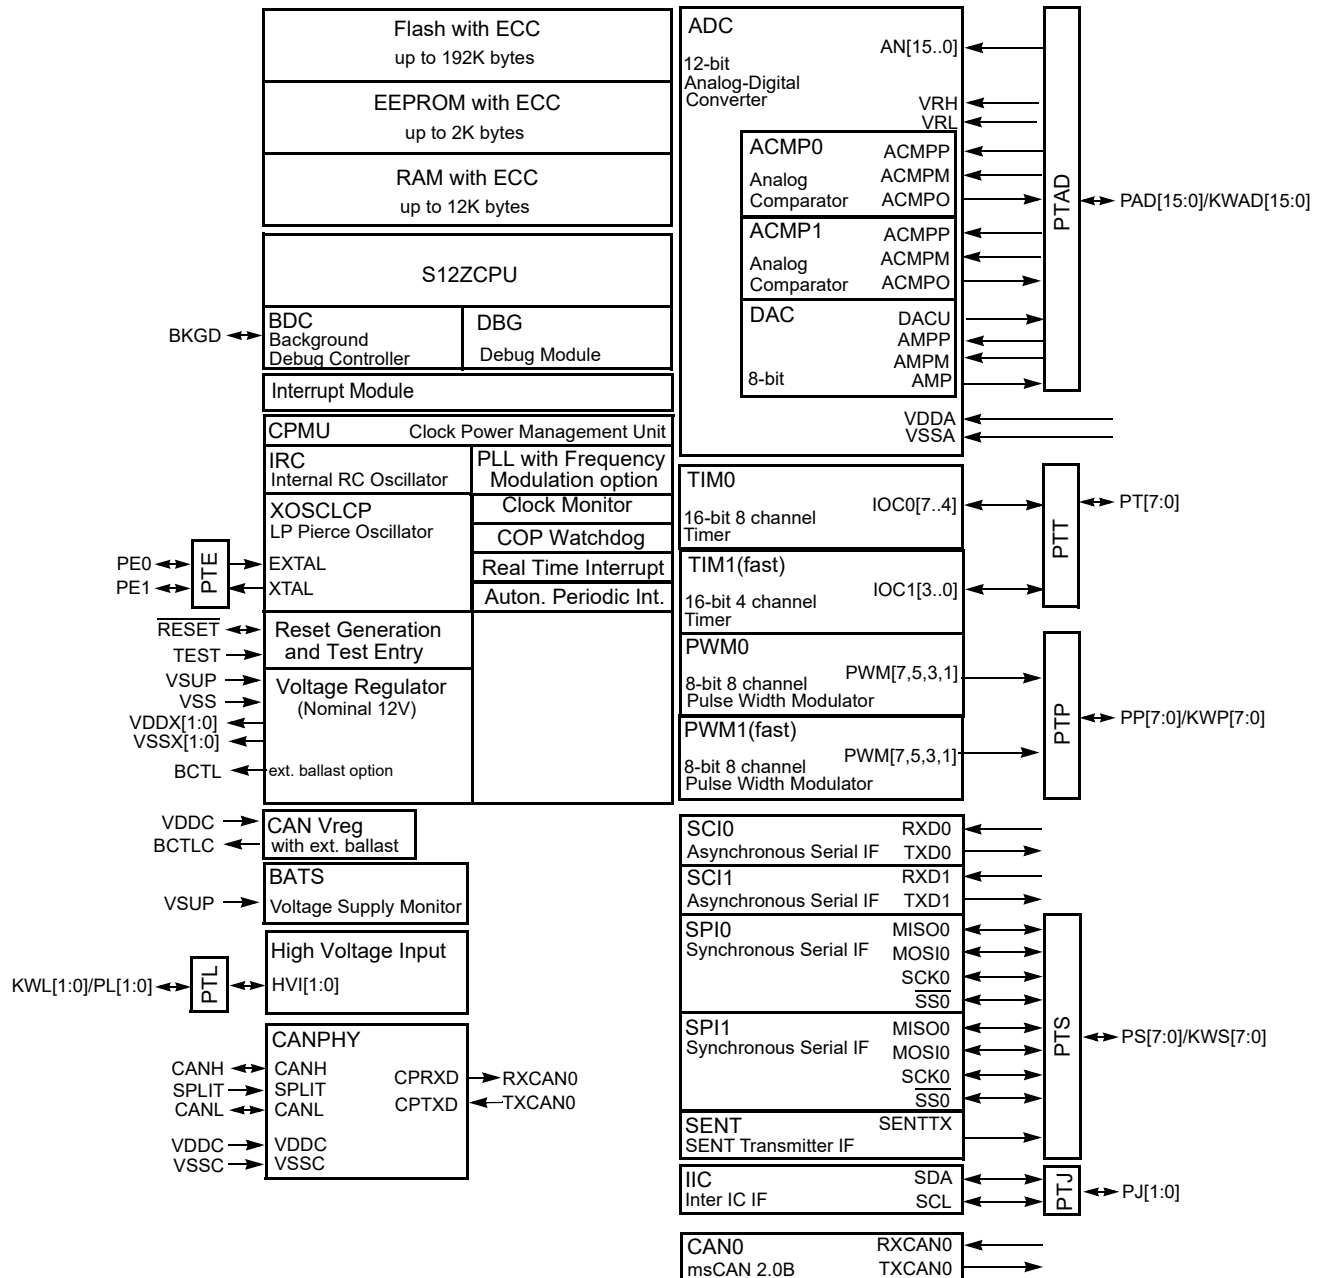 Flash with ECC
up to 192K bytes
EEPROM with ECC
up to 2K bytes
RAM with ECC
up to 12K bytes
S12ZCPU
BKGD
BDC
Background
Debug Controller
DBG
Debug Module
Interrupt Module
CPMU
Clock Power Management Unit
IRC
Internal RC Oscillator
PLL with Frequency
Modulation option
XOSCLCP
LP Pierce Oscillator
Clock Monitor
COP Watchdog
Real Time Interrupt
Auton. Periodic Int.
PE0
PE1
PTE
EXTAL
XTAL
RESET
TEST
Reset Generation
and Test Entry
VSUP
VSS
VDDX[1:0]
VSSX[1:0]
BCTL
Voltage Regulator
(Nominal 12V)
ext. ballast option
VDDC
BCTLC
CAN Vreg
with ext. ballast
VSUP
BATS
Voltage Supply Monitor
KWL[1:0]/PL[1:0]
PTL
High Voltage Input
HVI[1:0]
CANPHY
CANH
SPLIT
CANL
VDDC
VSSC
CANH
SPLIT
CANL
VDDC
VSSC
CPRXD
CPTXD
RXCAN0
TXCAN0
ADC
12-bit
Analog-Digital
Converter
AN[15..0]
VRH
VRL
ACMP0
Analog
Comparator
ACMPP
ACMPM
ACMPO
ACMP1
Analog
Comparator
ACMPP
ACMPM
ACMPO
DAC
8-bit
DACU
AMPP
AMPM
AMP
VDDA
VSSA
PTAD
PAD[15:0]/KWAD[15:0]
TIM0
16-bit 8 channel
Timer
IOC0[7..4]
TIM1(fast)
16-bit 4 channel
Timer
IOC1[3..0]
PTT
PT[7:0]
PWM0
8-bit 8 channel
Pulse Width Modulator
PWM[7,5,3,1]
PWM1(fast)
8-bit 8 channel
Pulse Width Modulator
PWM[7,5,3,1]
PTP
PP[7:0]/KWP[7:0]
SCI0
Asynchronous Serial IF
RXD0
TXD0
SCI1
Asynchronous Serial IF
RXD1
TXD1
SPI0
Synchronous Serial IF
MISO0
MOSI0
SCK0
SS0
SPI1
Synchronous Serial IF
MISO0
MOSI0
SCK0
SS0
SENT
SENT Transmitter IF
SENTTX
PTS
PS[7:0]/KWS[7:0]
IIC
Inter IC IF
SDA
SCL
PTJ
PJ[1:0]
CAN0
msCAN 2.0B
RXCAN0
TXCAN0